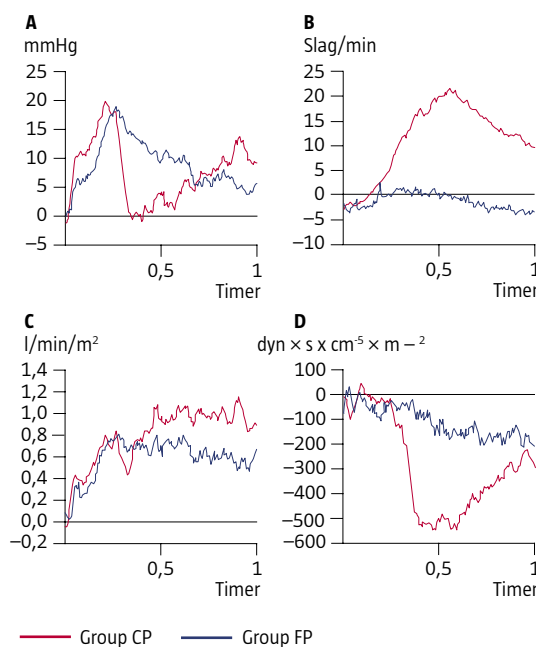 A
mmHg
25
20
15
10
5
0
−5
0,5
1
Timer
B
Slag/min
25
20
15
10
5
0
−5
−10
0,5
1
Timer
C
l/min/m²
1,4
1,2
1,0
0,8
0,6
0,4
0,2
0,0
−0,2
0,5
1
Timer
D
dyn × s x cm⁻⁵ × m − ²
100
0
−100
−200
−300
−400
−500
−600
0,5
1
Timer
Group CP
Group FP